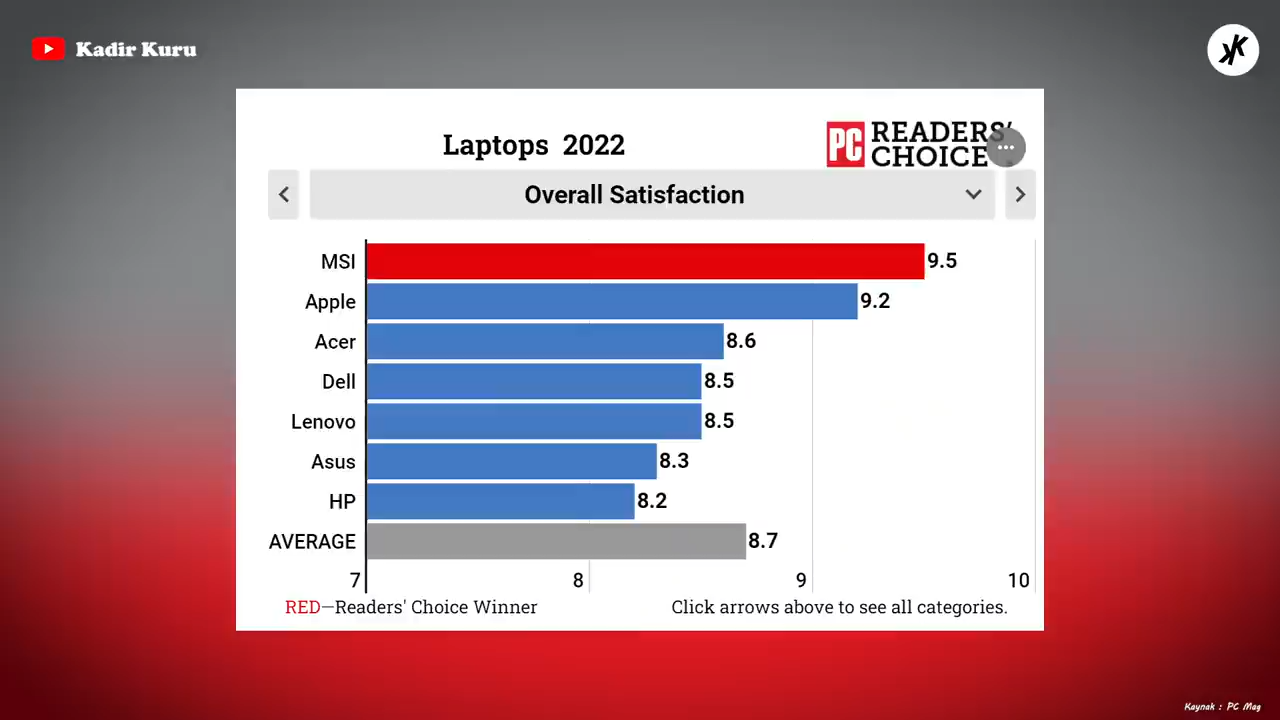 Kadir Kuru
Laptops 2022
PC READERS'
CHOICE
Overall Satisfaction
MSI 9.5
Apple 9.2
Acer 8.6
Dell 8.5
Lenovo 8.5
Asus 8.3
HP 8.2
AVERAGE 8.7
7 8 9 10
RED—Readers' Choice Winner
Click arrows above to see all categories.
Kaynak : PC Mag